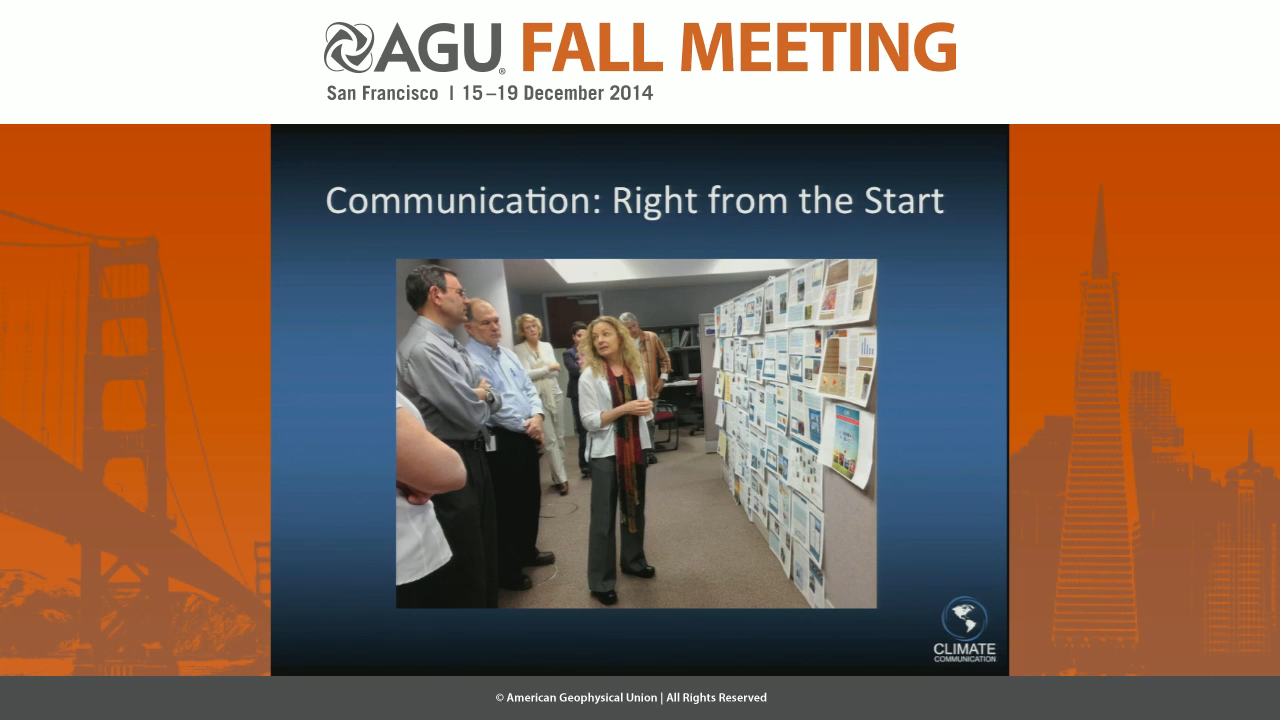 AGU® FALL MEETING
San Francisco | 15–19 December 2014
Communication: Right from the Start
CLIMATE
COMMUNICATION
© American Geophysical Union | All Rights Reserved